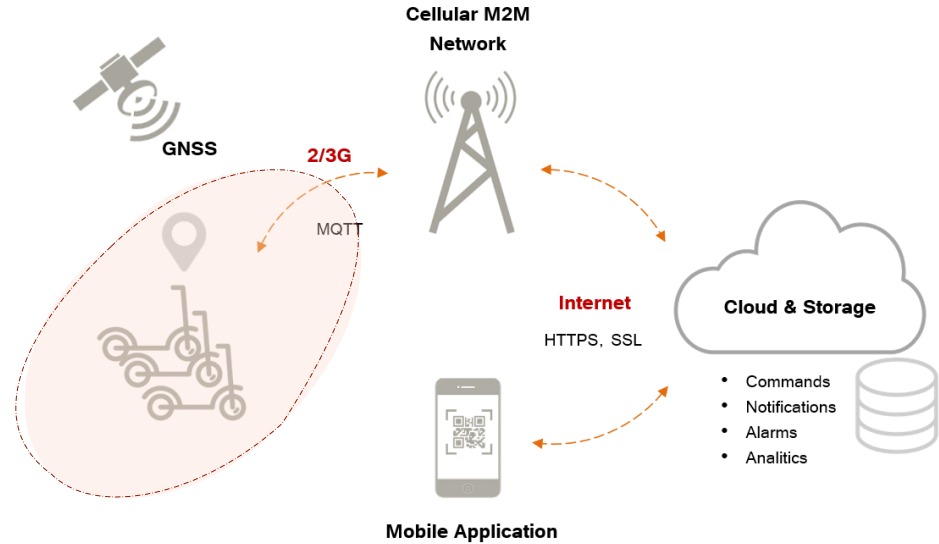 Cellular M2M
Network
GNSS
2/3G
MQTT
Internet
HTTPS, SSL
Cloud & Storage
• Commands
• Notifications
• Alarms
• Analitics
Mobile Application